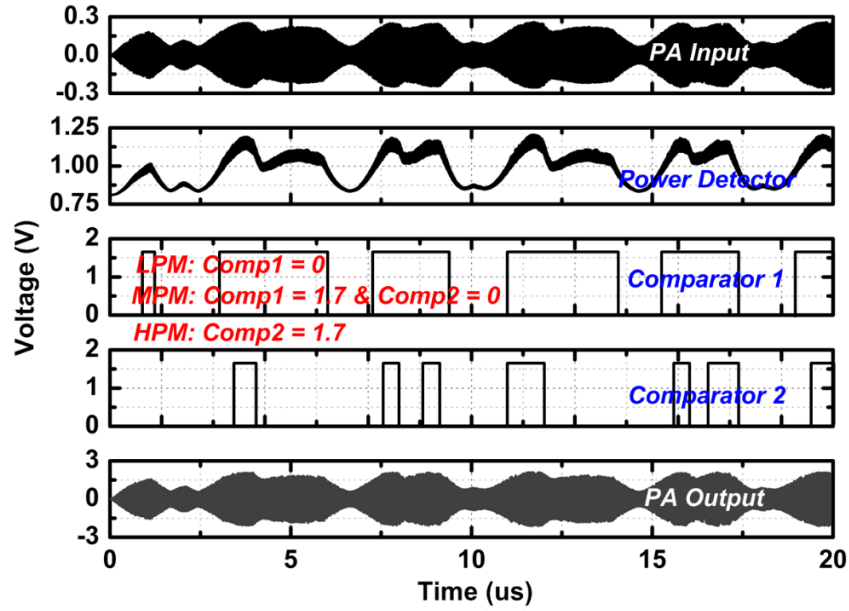 0.3
0.0
-0.3
PA Input
1.25
1.00
0.75
Power Detector
Voltage (V)
2
1
0
LPM: Comp1 = 0
MPM: Comp1 = 1.7 & Comp2 = 0
HPM: Comp2 = 1.7
Comparator 1
2
1
0
Comparator 2
3
0
-3
PA Output
0 5 10 15 20
Time (us)